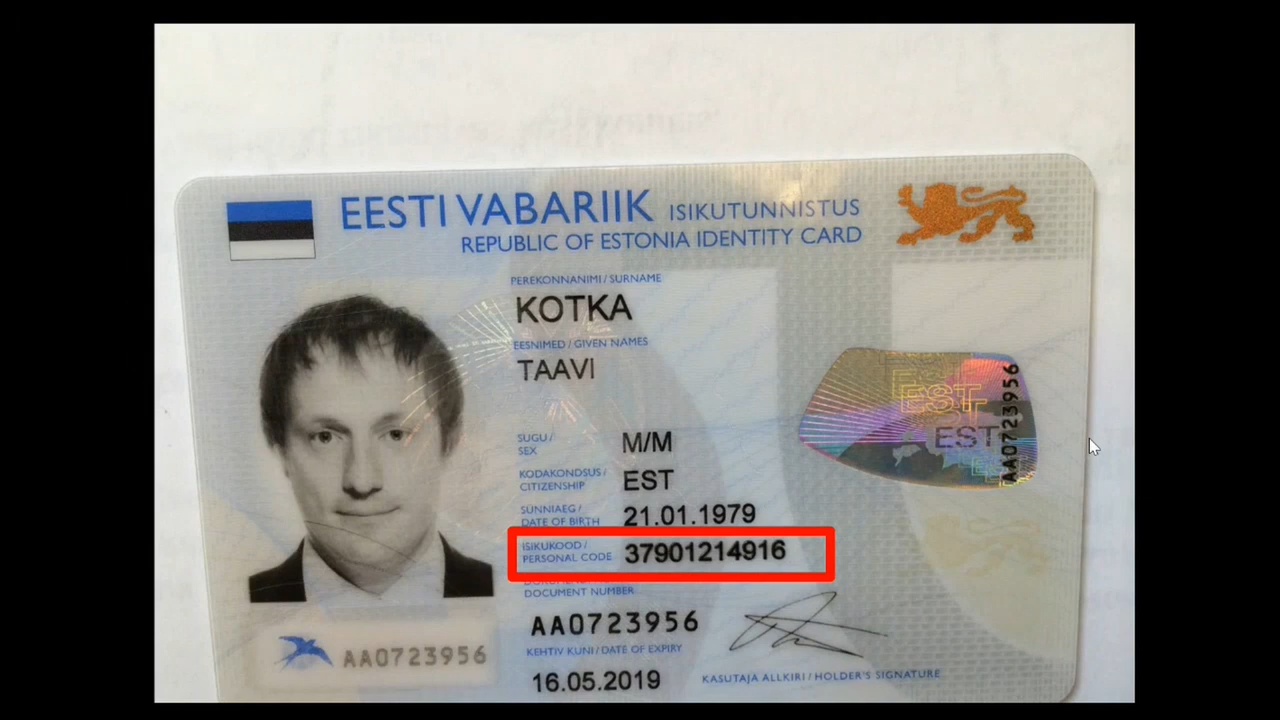 EESTI VABARIIK ISIKUTUNNISTUS
REPUBLIC OF ESTONIA IDENTITY CARD
PEREKONNANIMI / SURNAME
KOTKA
EESNIMED / GIVEN NAMES
TAAVI
SUGU /
SEX
M/M
KODAKONDSUS /
CITIZENSHIP
EST
SÜNNIAEG /
DATE OF BIRTH
21.01.1979
ISIKUKOOD /
PERSONAL CODE
37901214916
DOCUMENT NUMBER
AA0723956
KEHTIV KUNI / DATE OF EXPIRY
16.05.2019
KASUTAJA ALLKIRI / HOLDER'S SIGNATURE
AA0723956
EST
EST
AA0723956